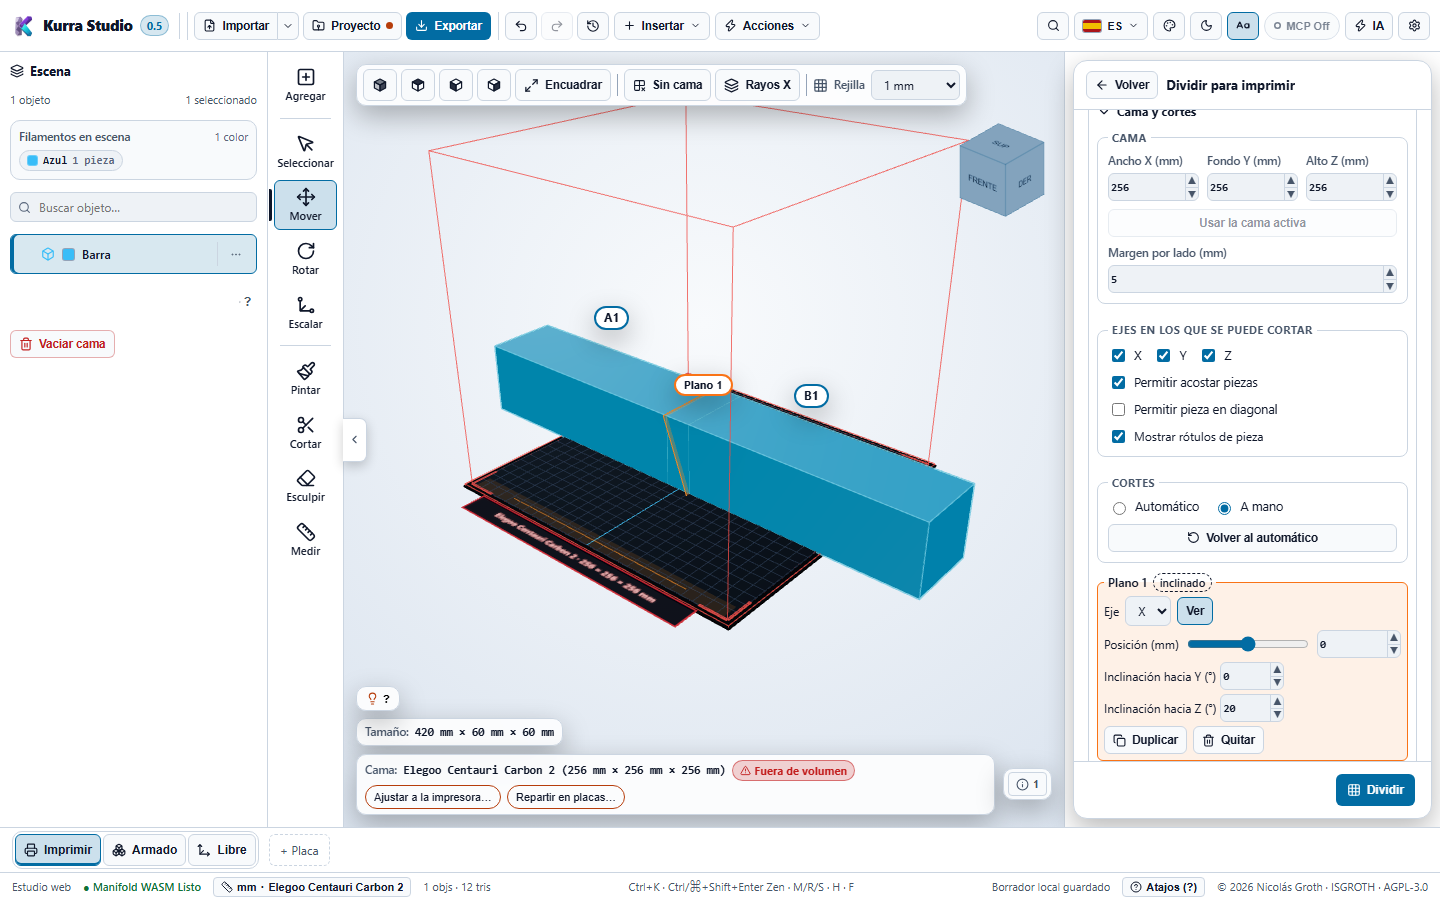 Kurra Studio 0.5
Importar
Proyecto
Exportar
Insertar
Acciones
ES
MCP Off
IA
Escena
1 objeto
1 seleccionado
Filamentos en escena
1 color
Azul 1 pieza
Buscar objeto...
Barra
?
Vaciar cama
Agregar
Seleccionar
Mover
Rotar
Escalar
Pintar
Cortar
Esculpir
Medir
Encuadrar
Sin cama
Rayos X
Rejilla
1 mm
SUP
FRENTE
DER
A1
Plano 1
B1
Elegoo Centauri Carbon 2 · 256 × 256 × 256 mm
?
Tamaño: 420 mm × 60 mm × 60 mm
Cama: Elegoo Centauri Carbon 2 (256 mm × 256 mm × 256 mm)
Fuera de volumen
Ajustar a la impresora...
Repartir en placas...
1
Volver
Dividir para imprimir
Cama y cortes
CAMA
Ancho X (mm)
Fondo Y (mm)
Alto Z (mm)
256
256
256
Usar la cama activa
Margen por lado (mm)
5
EJES EN LOS QUE SE PUEDE CORTAR
X
Y
Z
Permitir acostar piezas
Permitir pieza en diagonal
Mostrar rótulos de pieza
CORTES
Automático
A mano
Volver al automático
Plano 1
inclinado
Eje
X
Ver
Posición (mm)
0
Inclinación hacia Y (°)
0
Inclinación hacia Z (°)
20
Duplicar
Quitar
Dividir
Imprimir
Armado
Libre
+ Placa
Estudio web
Manifold WASM Listo
mm · Elegoo Centauri Carbon 2
1 objs · 12 tris
Ctrl+K · Ctrl/⌘+Shift+Enter Zen · M/R/S · H · F
Borrador local guardado
Atajos (?)
© 2026 Nicolás Groth · ISGROTH · AGPL-3.0